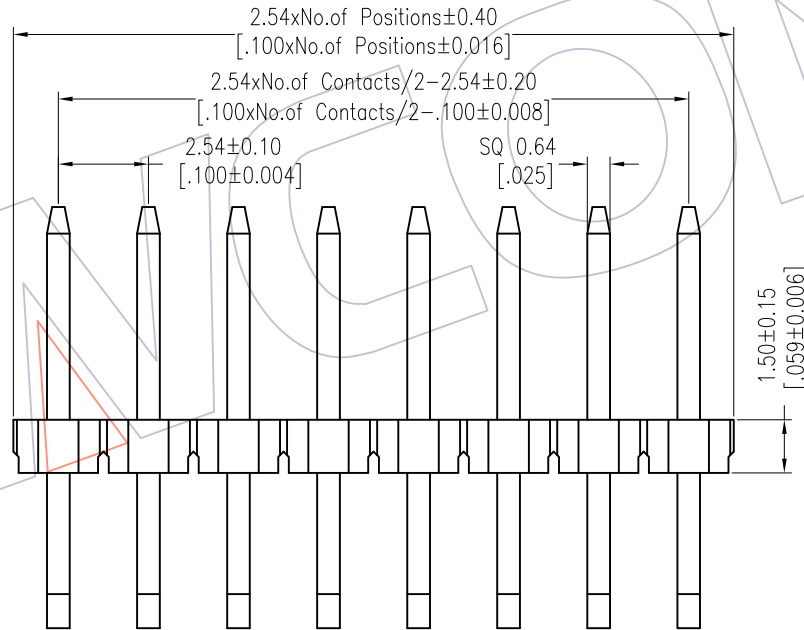 2.54xNo.of Positions±0.40
[.100xNo.of Positions±0.016]
2.54xNo.of Contacts/2-2.54±0.20
[.100xNo.of Contacts/2-.100±0.008]
2.54±0.10
[.100±0.004]
SQ 0.64
[.025]
1.50±0.15
[.059±0.006]